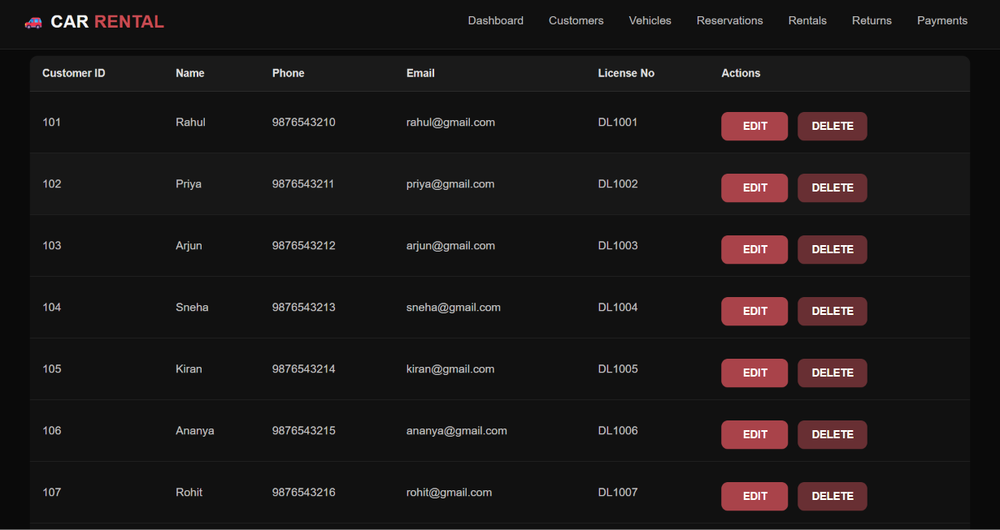 CAR RENTAL Dashboard Customers Vehicles Reservations Rentals Returns Payments
Customer ID Name Phone Email License No Actions
101 Rahul 9876543210 rahul@gmail.com DL1001 EDIT DELETE
102 Priya 9876543211 priya@gmail.com DL1002 EDIT DELETE
103 Arjun 9876543212 arjun@gmail.com DL1003 EDIT DELETE
104 Sneha 9876543213 sneha@gmail.com DL1004 EDIT DELETE
105 Kiran 9876543214 kiran@gmail.com DL1005 EDIT DELETE
106 Ananya 9876543215 ananya@gmail.com DL1006 EDIT DELETE
107 Rohit 9876543216 rohit@gmail.com DL1007 EDIT DELETE